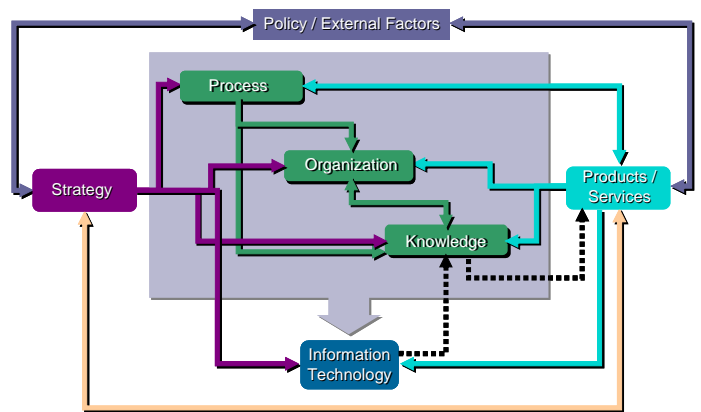 Policy / External Factors
Process
Organization
Strategy
Products /
Services
Knowledge
Information
Technology